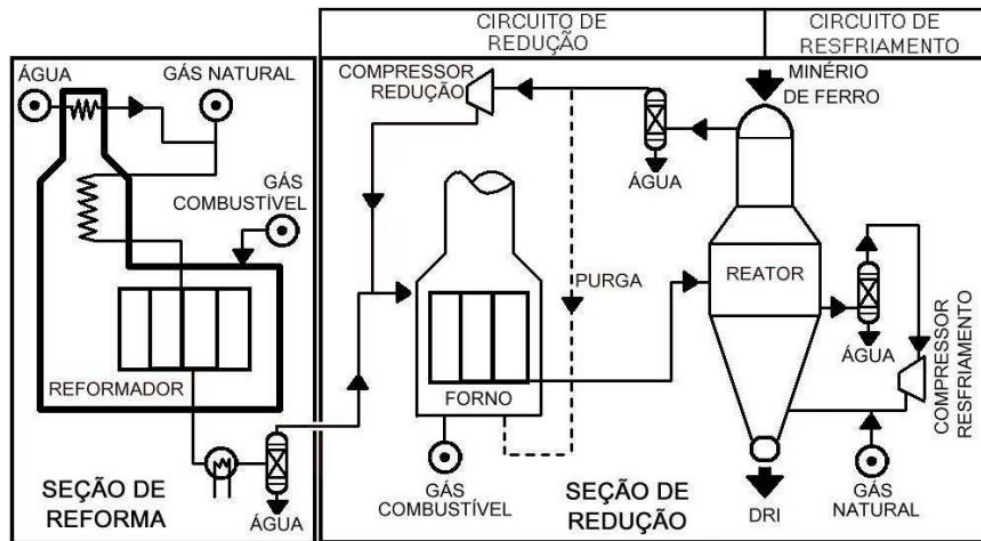 CIRCUITO DE
REDUÇÃO
CIRCUITO DE
RESFRIAMENTO
ÁGUA
GÁS NATURAL
GÁS
COMBUSTÍVEL
REFORMADOR
SEÇÃO DE
REFORMA
ÁGUA
COMPRESSOR
REDUÇÃO
MINÉRIO
DE FERRO
ÁGUA
PURGA
REATOR
ÁGUA
COMPRESSOR
RESFRIAMENTO
FORNO
GÁS
COMBUSTÍVEL
SEÇÃO DE
REDUÇÃO
DRI
GÁS
NATURAL